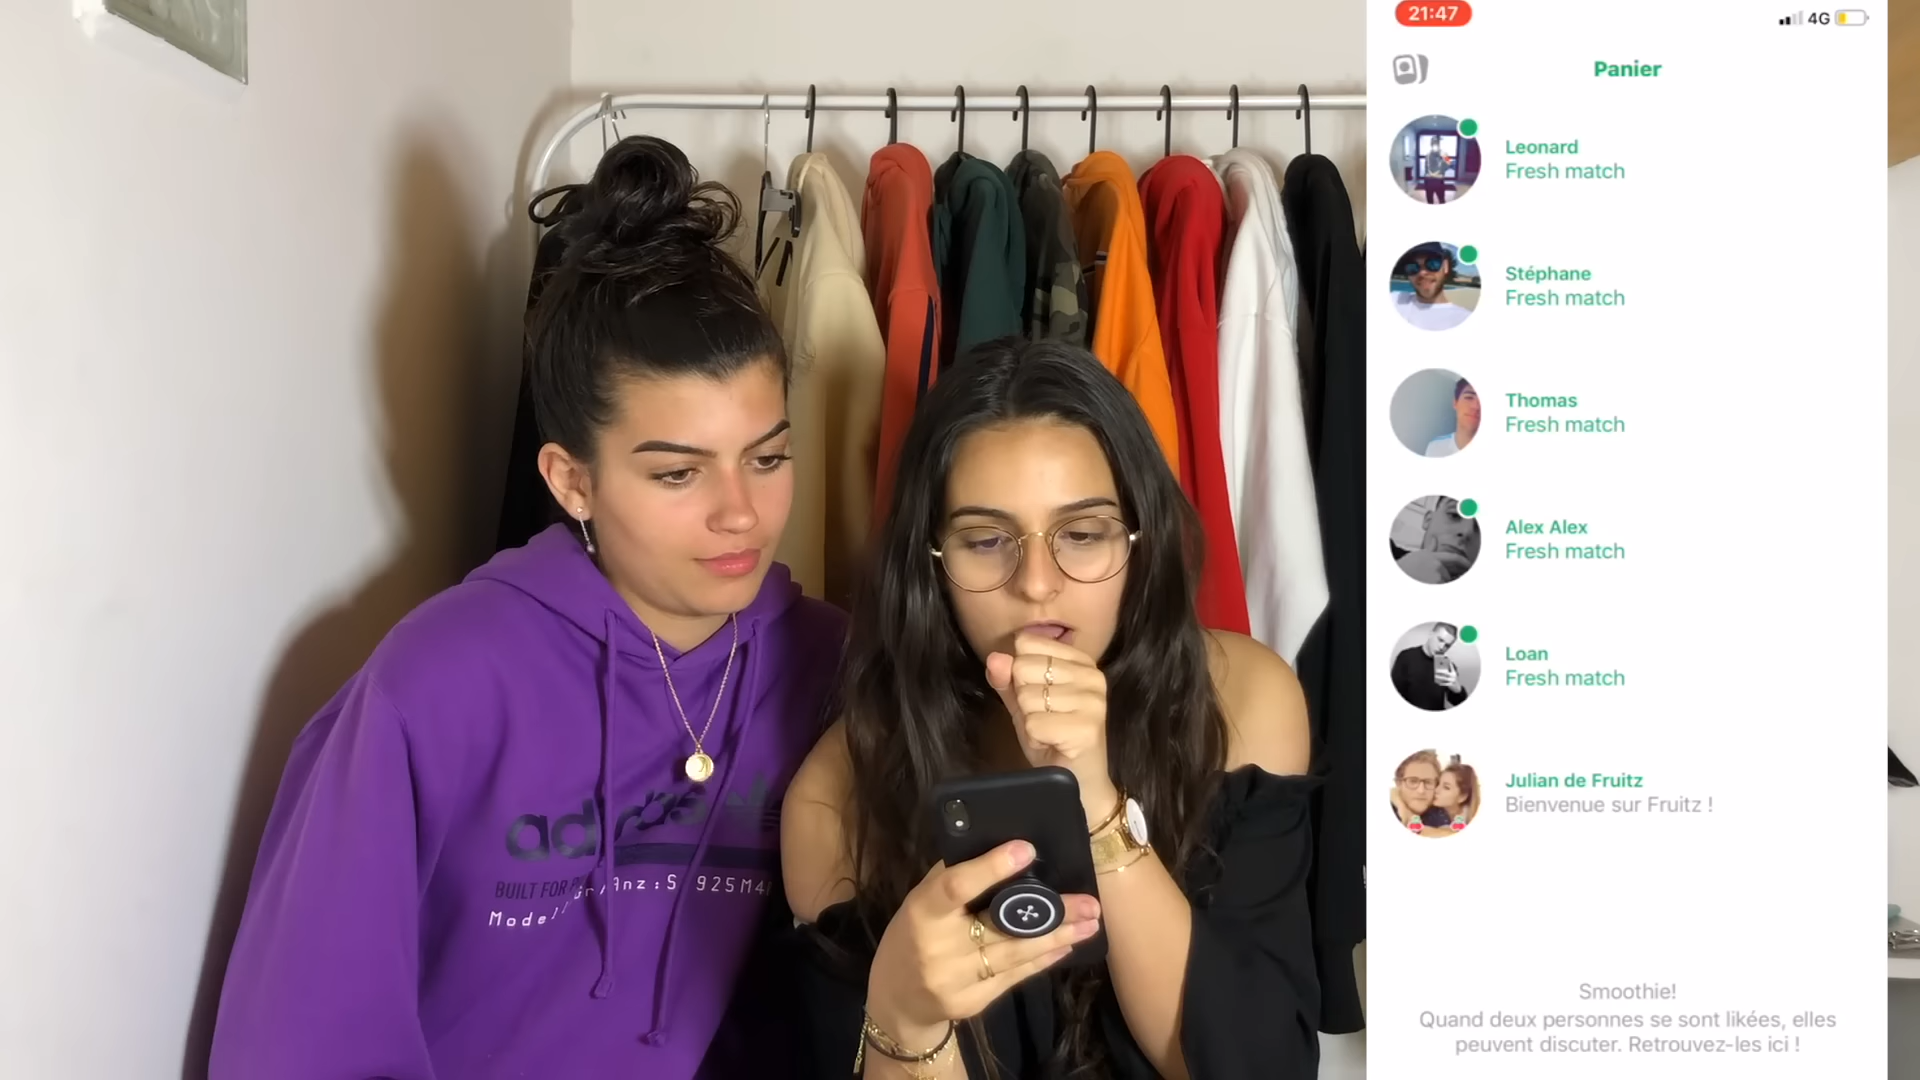 21:47
4G
Panier
Leonard
Fresh match
Stéphane
Fresh match
Thomas
Fresh match
Alex Alex
Fresh match
Loan
Fresh match
Julian de Fruitz
Bienvenue sur Fruitz !
Smoothie!
Quand deux personnes se sont likées, elles
peuvent discuter. Retrouvez-les ici !
BUILT FOR